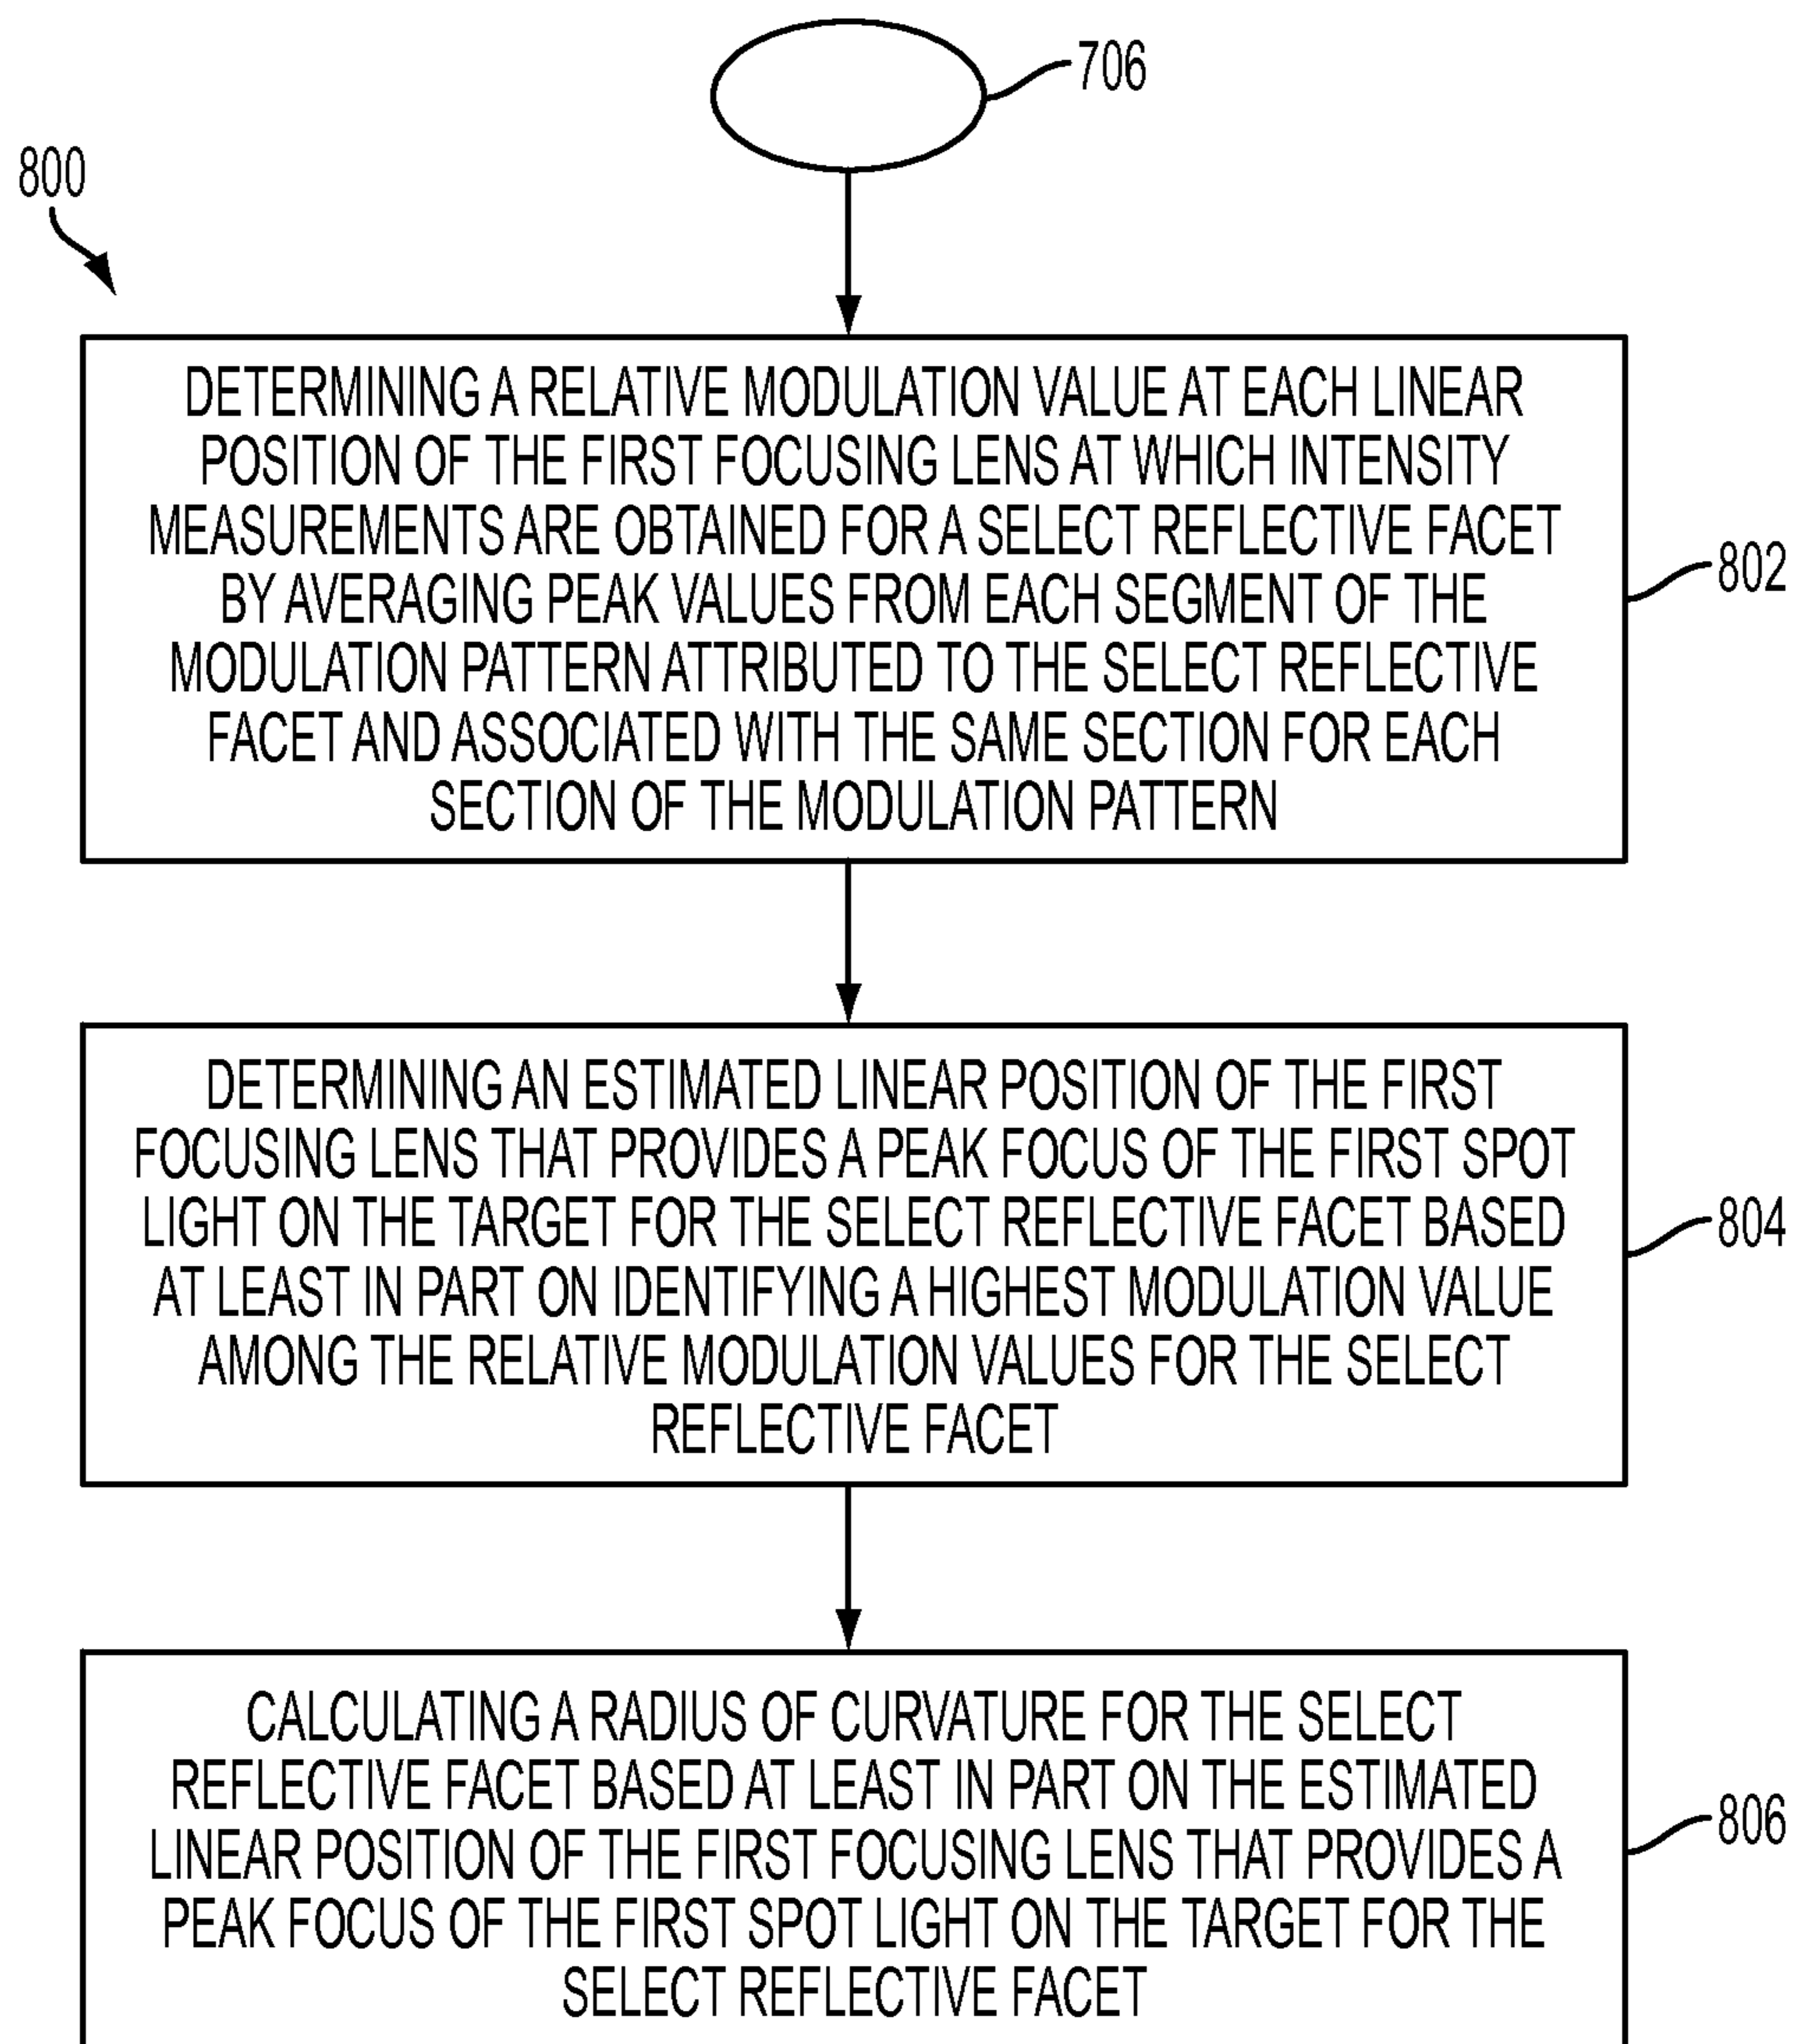 706
800
DETERMINING A RELATIVE MODULATION VALUE AT EACH LINEAR
POSITION OF THE FIRST FOCUSING LENS AT WHICH INTENSITY
MEASUREMENTS ARE OBTAINED FOR A SELECT REFLECTIVE FACET
BY AVERAGING PEAK VALUES FROM EACH SEGMENT OF THE
MODULATION PATTERN ATTRIBUTED TO THE SELECT REFLECTIVE
FACET AND ASSOCIATED WITH THE SAME SECTION FOR EACH
SECTION OF THE MODULATION PATTERN
802
DETERMINING AN ESTIMATED LINEAR POSITION OF THE FIRST
FOCUSING LENS THAT PROVIDES A PEAK FOCUS OF THE FIRST SPOT
LIGHT ON THE TARGET FOR THE SELECT REFLECTIVE FACET BASED
AT LEAST IN PART ON IDENTIFYING A HIGHEST MODULATION VALUE
AMONG THE RELATIVE MODULATION VALUES FOR THE SELECT
REFLECTIVE FACET
804
CALCULATING A RADIUS OF CURVATURE FOR THE SELECT
REFLECTIVE FACET BASED AT LEAST IN PART ON THE ESTIMATED
LINEAR POSITION OF THE FIRST FOCUSING LENS THAT PROVIDES A
PEAK FOCUS OF THE FIRST SPOT LIGHT ON THE TARGET FOR THE
SELECT REFLECTIVE FACET
806